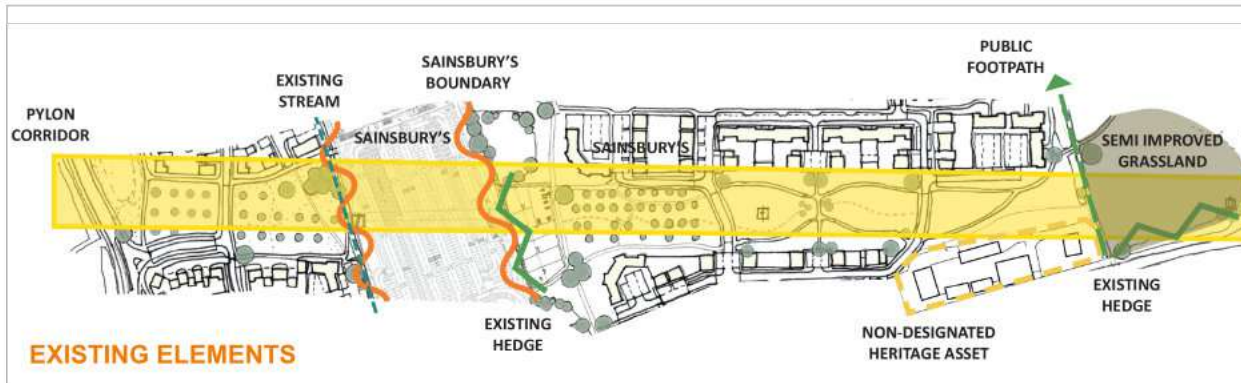 PYLON
CORRIDOR
EXISTING
STREAM
SAINSBURY'S
SAINSBURY'S
BOUNDARY
SAINSBURY'S
PUBLIC
FOOTPATH
SEMI IMPROVED
GRASSLAND
EXISTING
HEDGE
NON-DESIGNATED
HERITAGE ASSET
EXISTING
HEDGE
EXISTING ELEMENTS